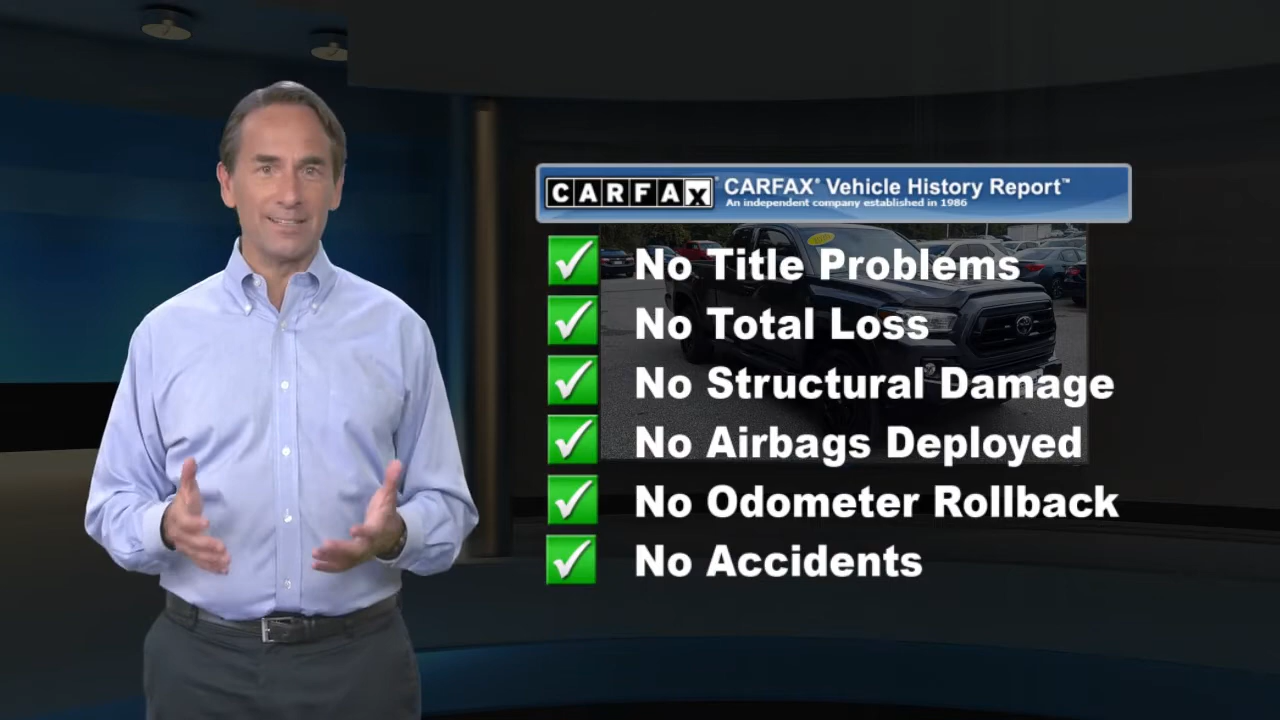 CARFAX® CARFAX® Vehicle History Report™
An independent company established in 1986
No Title Problems
No Total Loss
No Structural Damage
No Airbags Deployed
No Odometer Rollback
No Accidents